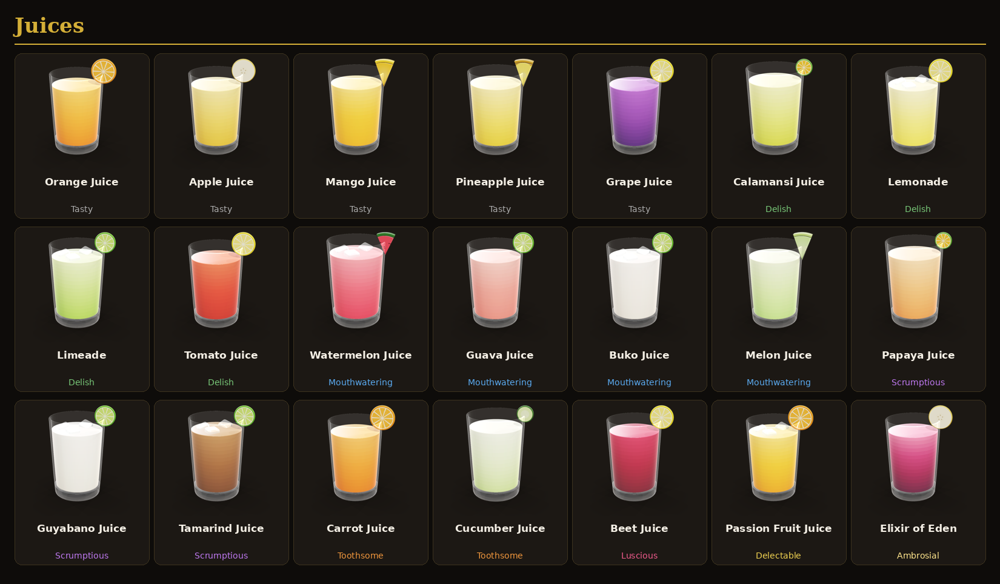 Juices
Orange Juice
Tasty
Apple Juice
Tasty
Mango Juice
Tasty
Pineapple Juice
Tasty
Grape Juice
Tasty
Calamansi Juice
Delish
Lemonade
Delish
Limeade
Delish
Tomato Juice
Delish
Watermelon Juice
Mouthwatering
Guava Juice
Mouthwatering
Buko Juice
Mouthwatering
Melon Juice
Mouthwatering
Papaya Juice
Scrumptious
Guyabano Juice
Scrumptious
Tamarind Juice
Scrumptious
Carrot Juice
Toothsome
Cucumber Juice
Toothsome
Beet Juice
Luscious
Passion Fruit Juice
Delectable
Elixir of Eden
Ambrosial